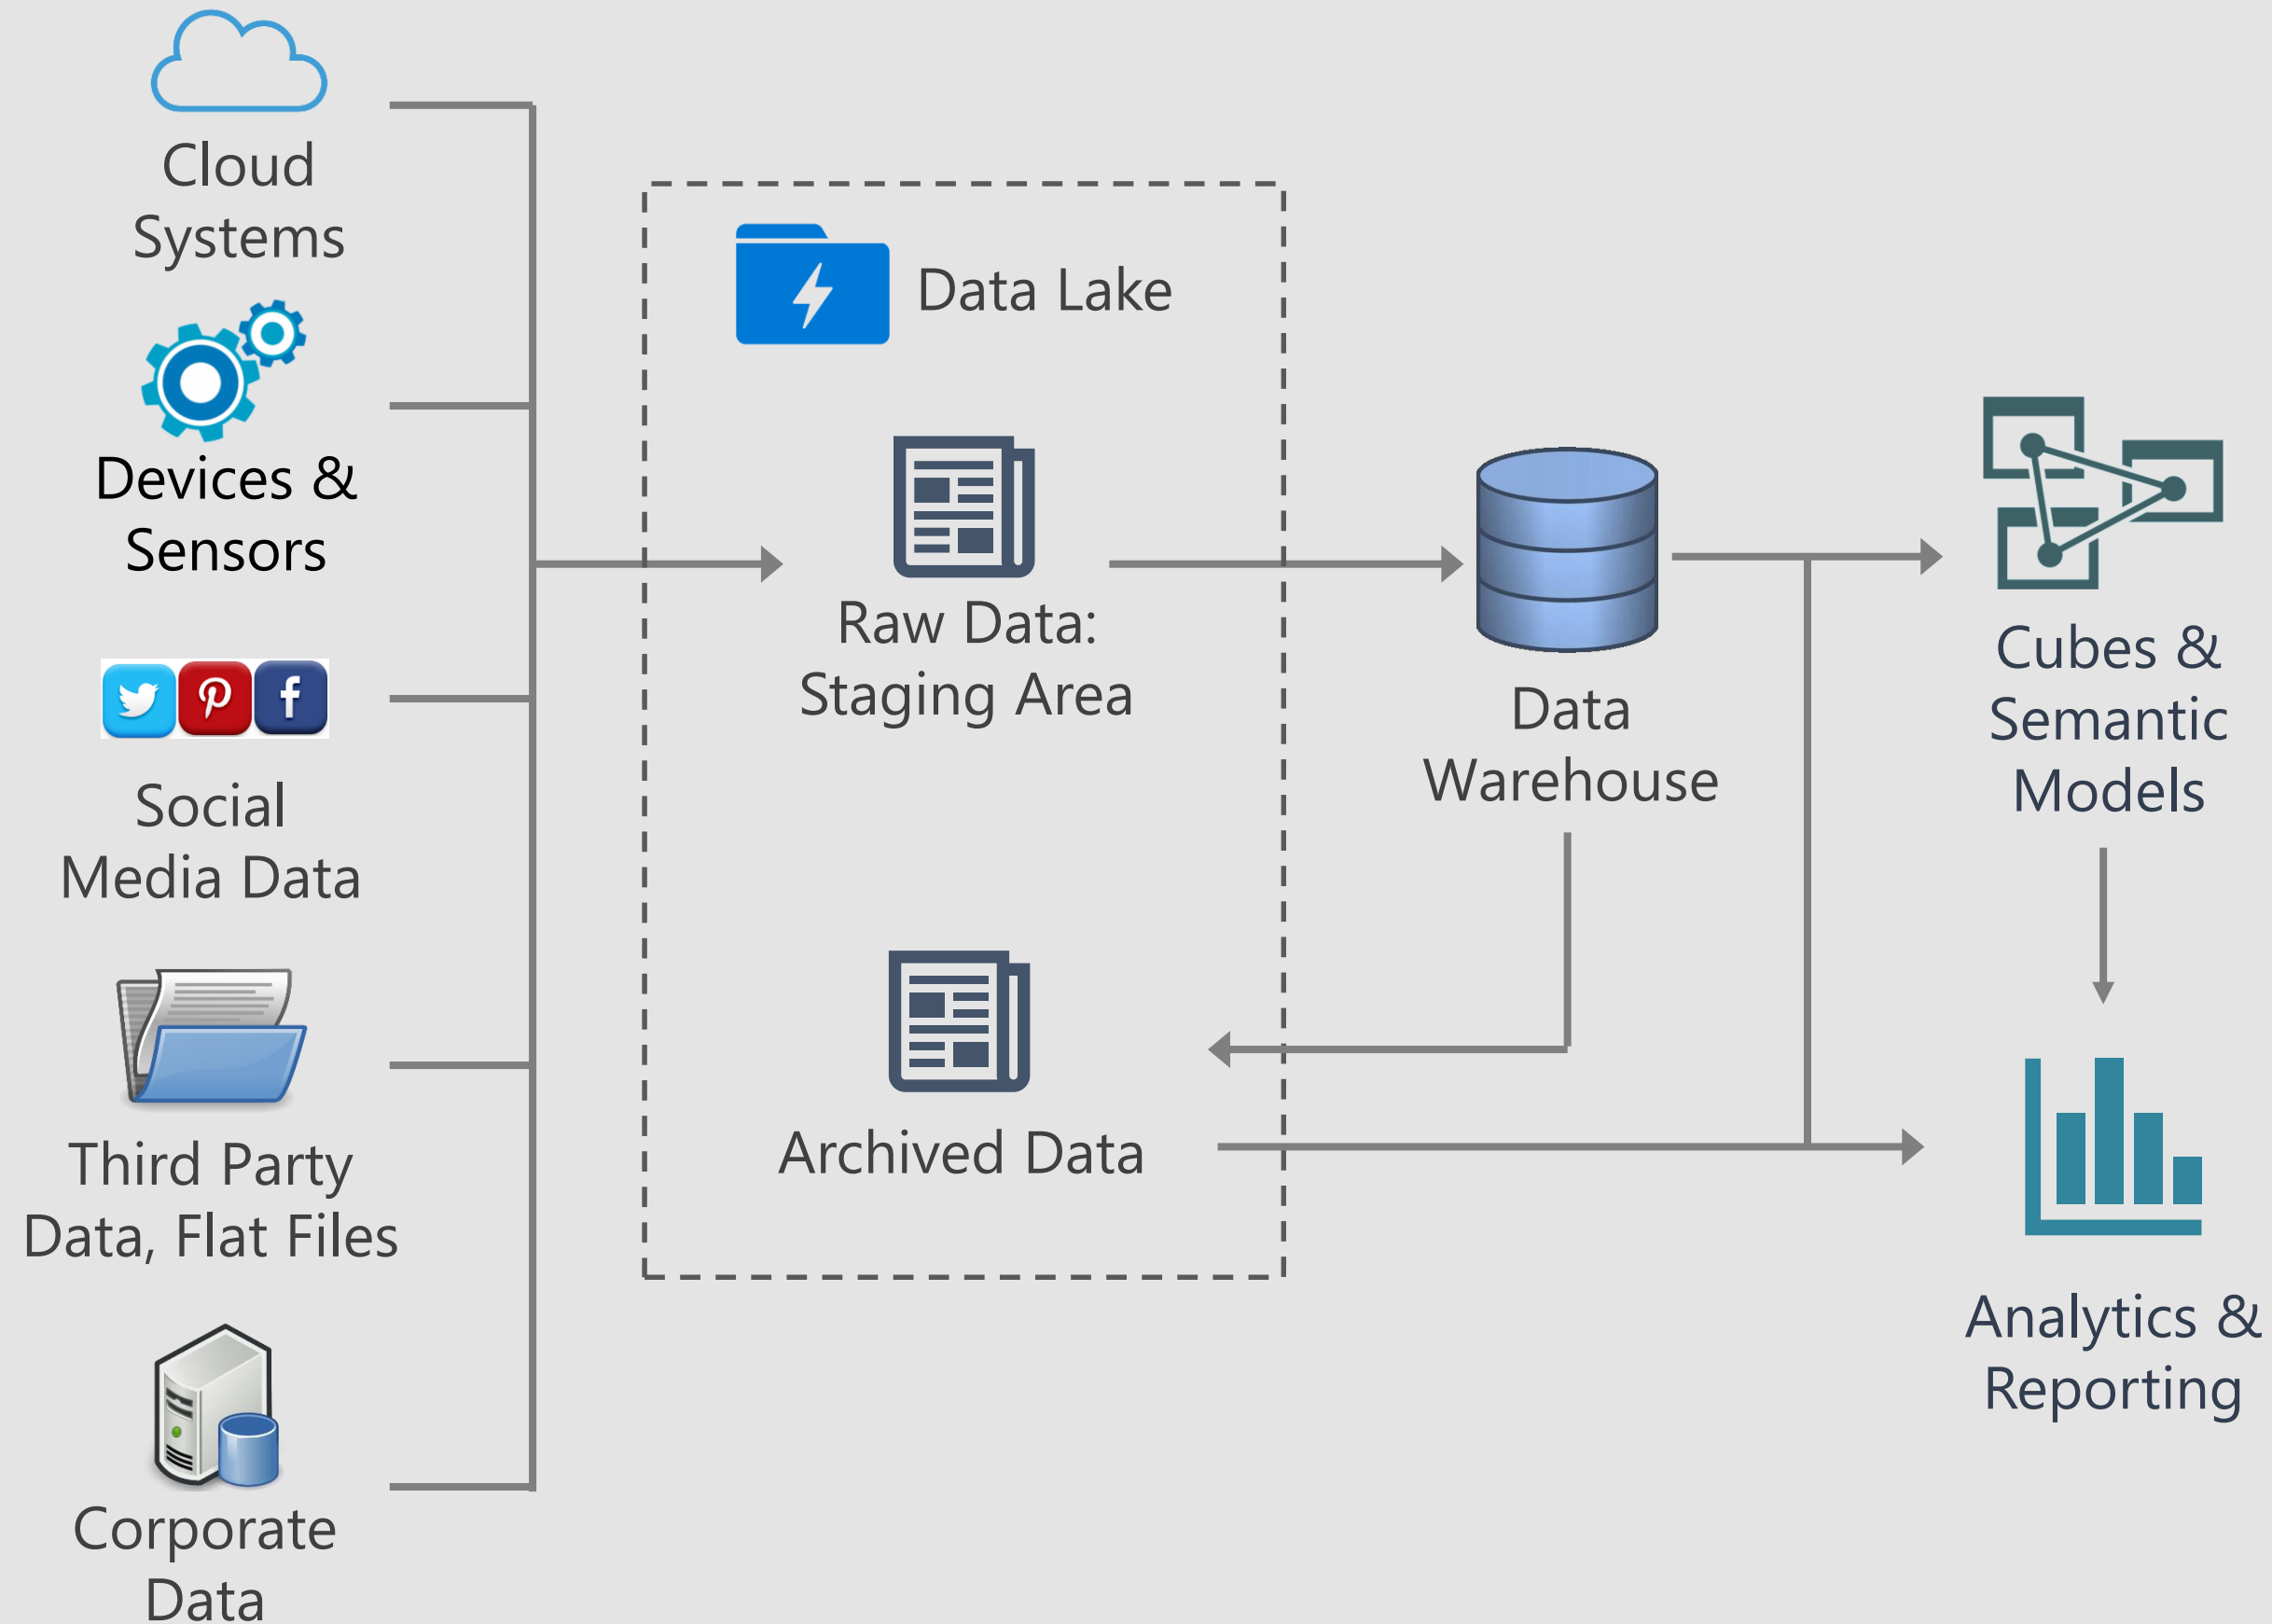 Cloud
Systems
Devices &
Sensors
Social
Media Data
Third Party
Data, Flat Files
Corporate
Data
Data Lake
Raw Data:
Staging Area
Archived Data
Data
Warehouse
Cubes &
Semantic
Models
Analytics &
Reporting